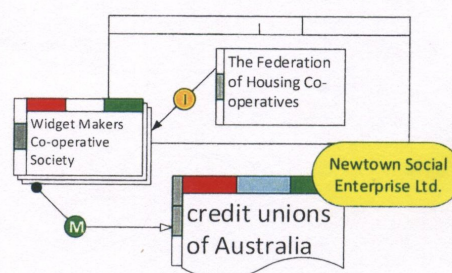 The Federation
of Housing Co-
operatives
I
Widget Makers
Co-operative
Society
Newtown Social
Enterprise Ltd.
M
credit unions
of Australia